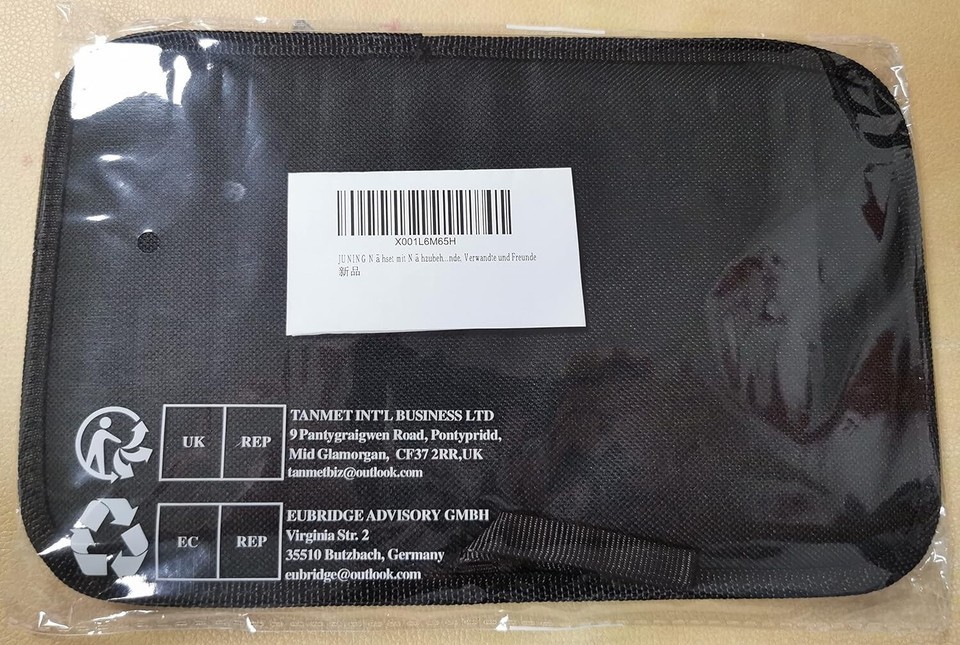 X001L6M65H
JUNING Nähset mit Nähzubeh...nde, Verwandte und Freunde
新品
UK REP
TANMET INT'L BUSINESS LTD
9 Pantygraigwen Road, Pontypridd,
Mid Glamorgan, CF37 2RR,UK
tanmetbiz@outlook.com
EC REP
EUBRIDGE ADVISORY GMBH
Virginia Str. 2
35510 Butzbach, Germany
eubridge@outlook.com